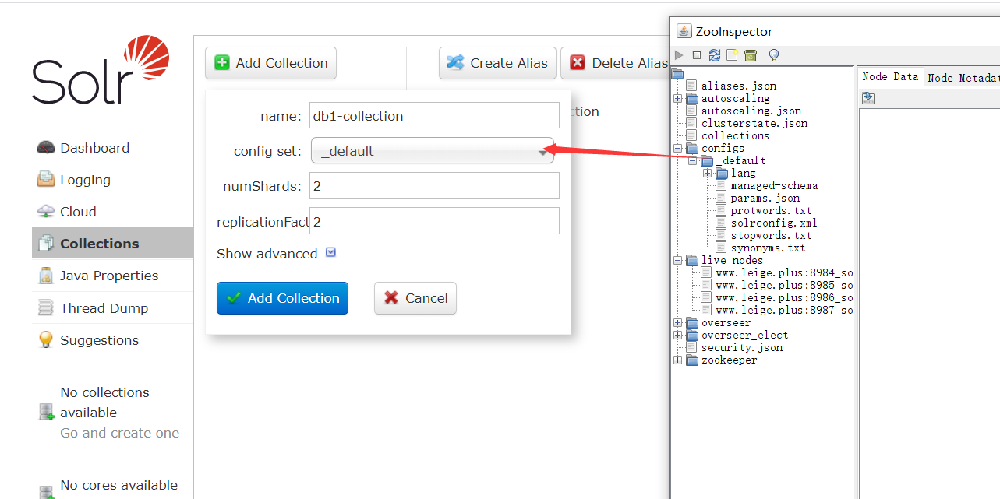 Solr
Dashboard
Logging
Cloud
Collections
Java Properties
Thread Dump
Suggestions
No collections
available
Go and create one
No cores available
Add Collection
Create Alias
Delete Alias
name: db1-collection
ction
config set: _default
numShards: 2
replicationFact 2
Show advanced
Add Collection
Cancel
ZooInspector
aliases.json
autoscaling
autoscaling.json
clusterstate.json
collections
configs
_default
lang
managed-schema
params.json
protwords.txt
solrconfig.xml
stopwords.txt
synonyms.txt
live_nodes
www.leige.plus:8984_so
www.leige.plus:8985_so
www.leige.plus:8986_so
www.leige.plus:8987_so
overseer
overseer_elect
security.json
zookeeper
Node Data
Node Metadat